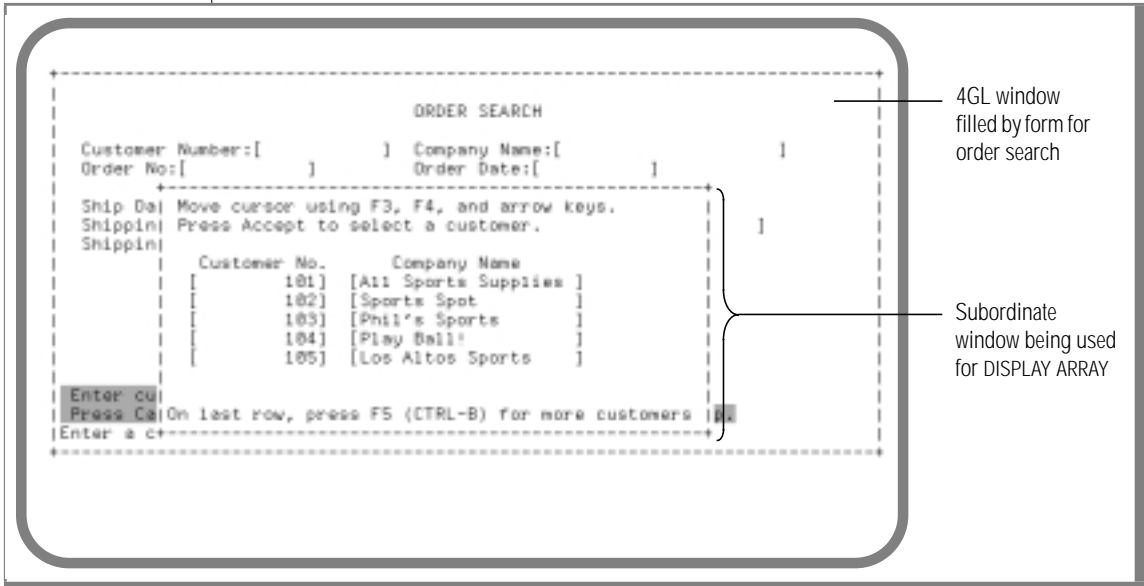 ORDER SEARCH
Customer Number:[ ] Company Name:[ ]
Order No:[ ] Order Date:[ ]
Ship Da
Shippin ]
Shippin
Move cursor using F3, F4, and arrow keys.
Press Accept to select a customer.
Customer No. Company Name
[ 101] [All Sports Supplies ]
[ 102] [Sports Spot ]
[ 103] [Phil's Sports ]
[ 104] [Play Ball! ]
[ 105] [Los Altos Sports ]
On last row, press F5 (CTRL-B) for more customers
Enter cu
Press Ca p.
Enter a c
4GL window
filled by form for
order search
Subordinate
window being used
for DISPLAY ARRAY